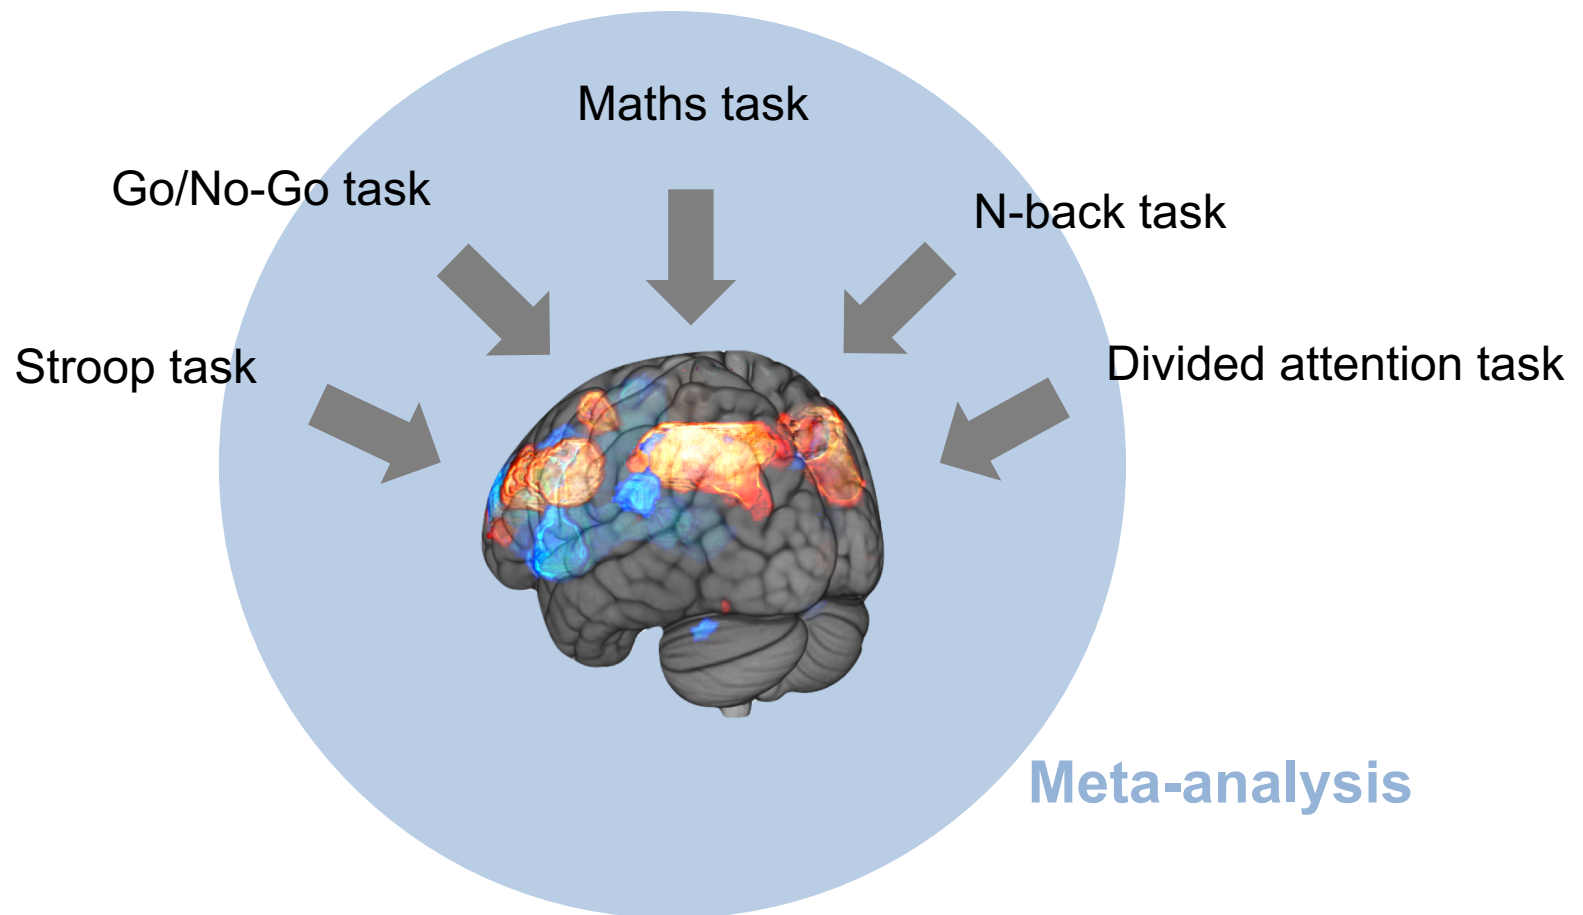 Maths task
Go/No-Go task
N-back task
Stroop task
Divided attention task
Meta-analysis